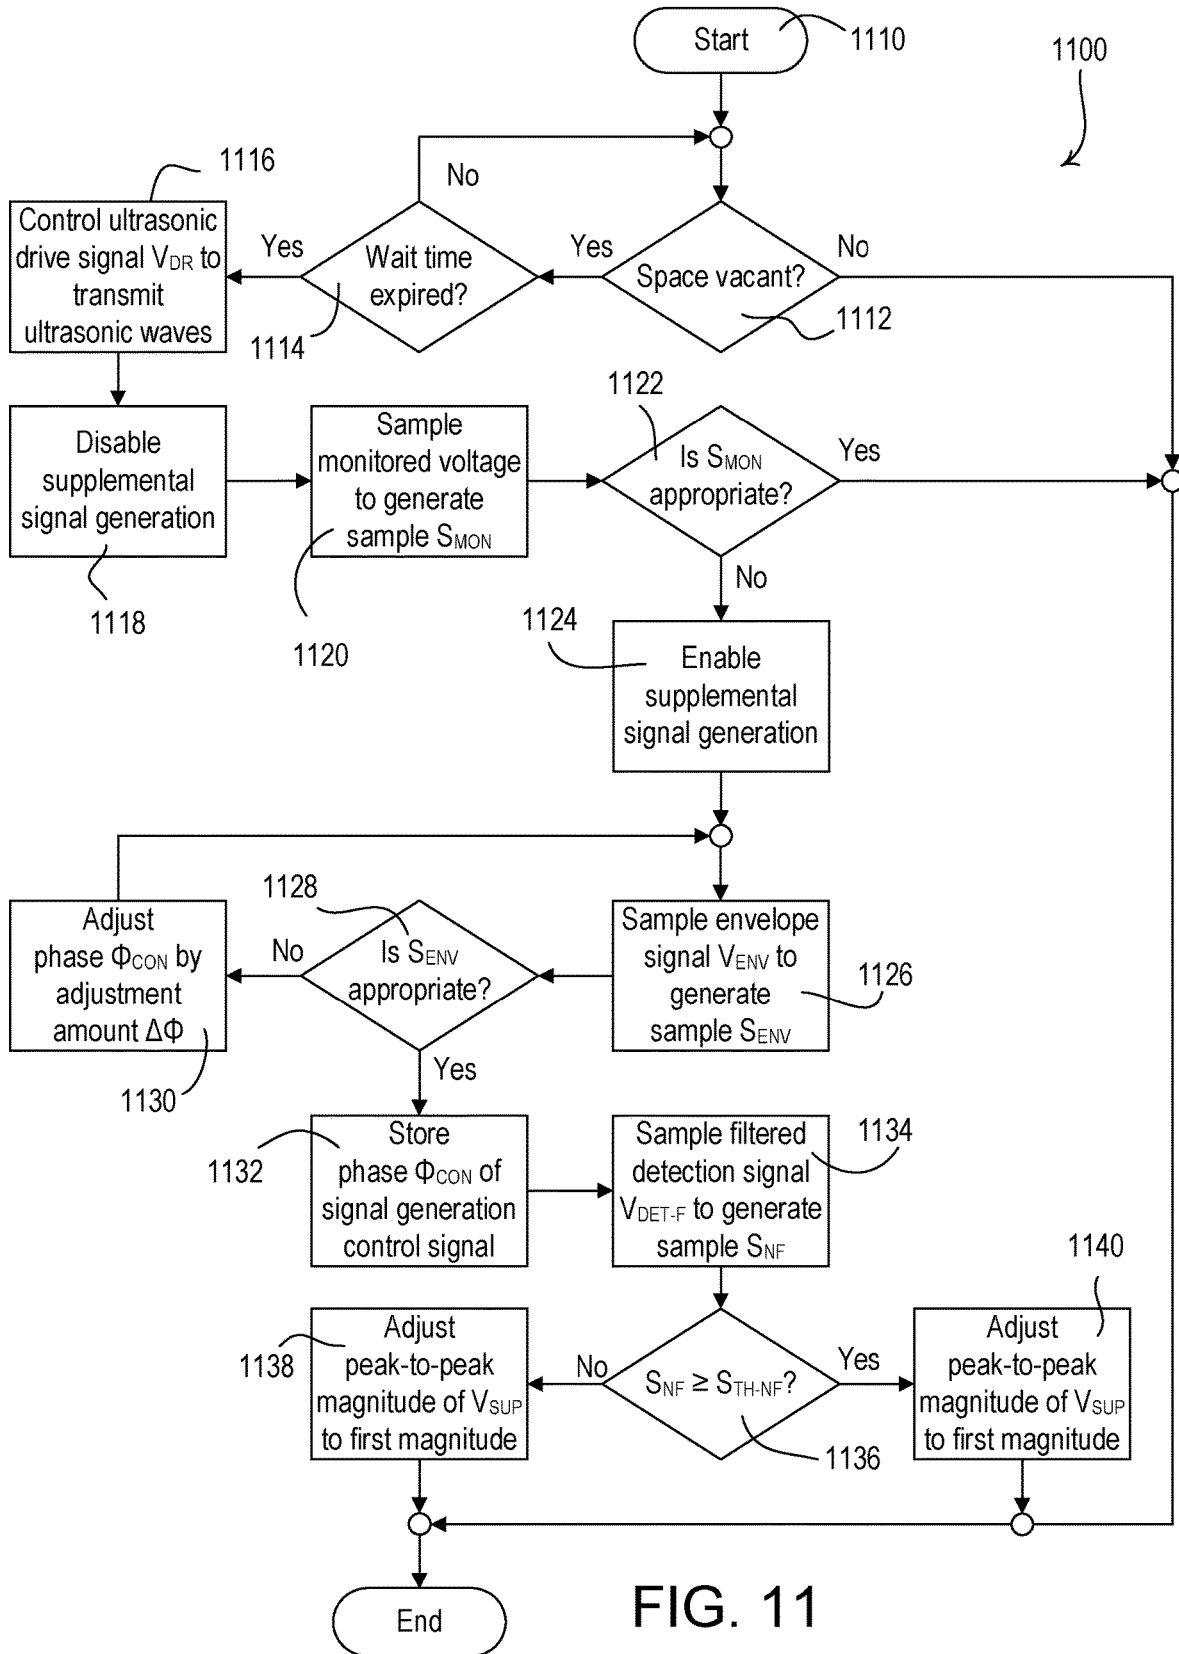 Start
1110
1100
1116
No
Control ultrasonic
drive signal VDR to
transmit
ultrasonic waves
Yes
Wait time
expired?
1114
Yes
Space vacant?
No
1112
1122
Disable
supplemental
signal generation
1118
Sample
monitored voltage
to generate
sample SMON
1120
Is SMON
appropriate?
Yes
No
1124
Enable
supplemental
signal generation
1128
Adjust
phase ΦCON by
adjustment
amount ΔΦ
1130
No
Is SENV
appropriate?
Yes
Sample envelope
signal VENV to
generate
sample SENV
1126
1132
Store
phase ΦCON of
signal generation
control signal
Sample filtered
detection signal
VDET-F to generate
sample SNF
1134
1140
1138
Adjust
peak-to-peak
magnitude of VSUP
to first magnitude
No
SNF ≥ STH-NF?
Yes
1136
Adjust
peak-to-peak
magnitude of VSUP
to first magnitude
End
FIG. 11